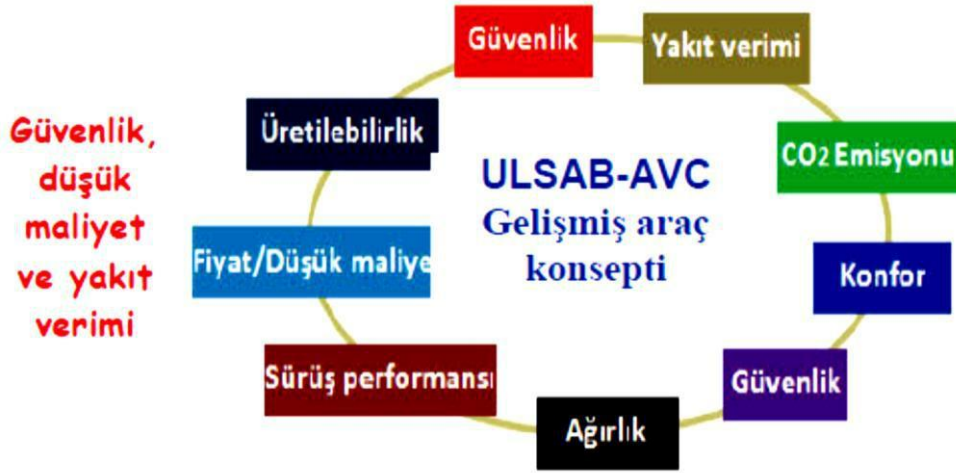 Güvenlik
Yakıt verimi
Üretilebilirlik
CO2 Emisyonu
Güvenlik,
düşük
maliyet
ve yakıt
verimi
ULSAB-AVC
Gelişmiş araç
konsepti
Fiyat/Düşük maliye
Konfor
Sürüş performansı
Güvenlik
Ağırlık